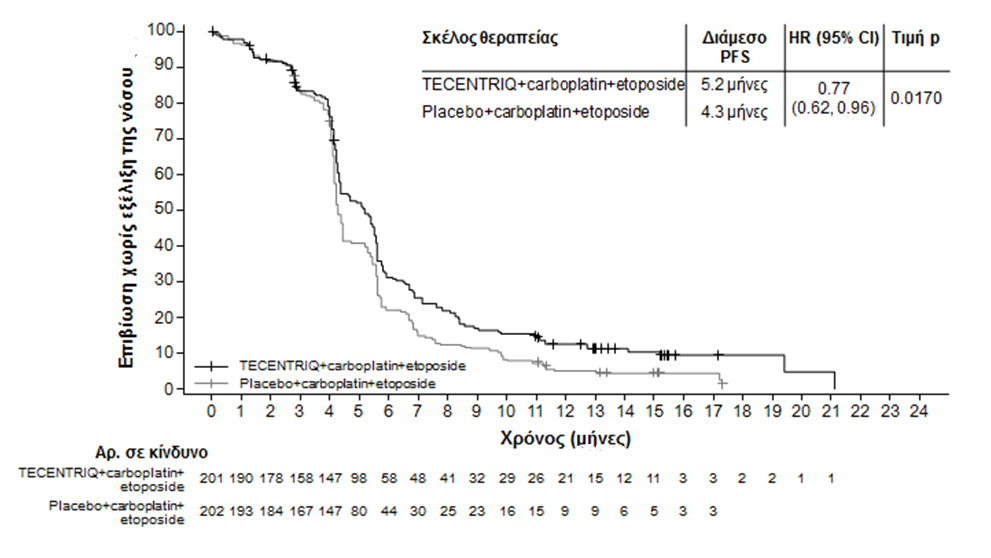 Σκέλος θεραπείας Διάμεσο PFS HR (95% CI) Τιμή p
TECENTRIQ+carboplatin+etoposide 5.2 μήνες 0.77 (0.62, 0.96) 0.0170
Placebo+carboplatin+etoposide 4.3 μήνες
Επιβίωση χωρίς εξέλιξη της νόσου
100
90
80
70
60
50
40
30
20
10
0
TECENTRIQ+carboplatin+etoposide
Placebo+carboplatin+etoposide
0 1 2 3 4 5 6 7 8 9 10 11 12 13 14 15 16 17 18 19 20 21 22 23 24
Χρόνος (μήνες)
Αρ. σε κίνδυνο
TECENTRIQ+carboplatin+
etoposide 201 190 178 158 147 98 58 48 41 32 29 26 21 15 12 11 3 3 2 2 1 1
Placebo+carboplatin+
etoposide 202 193 184 167 147 80 44 30 25 23 16 15 9 9 6 5 3 3